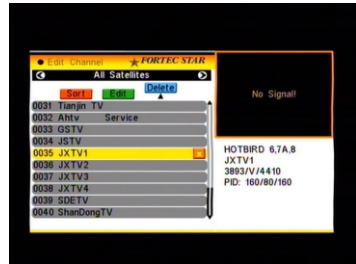 Edit Channel
FORTEC STAR
All Satellites
Sort Edit Delete
0031 Tianjin TV
0032 Ahtv Service
0033 GSTV
0034 JSTV
0035 JXTV1
0036 JXTV2
0037 JXTV3
0038 JXTV4
0039 SDETV
0040 ShanDongTV
No Signal!
HOTBIRD 6,7A,8
JXTV1
3893/V/4410
PID: 160/80/160